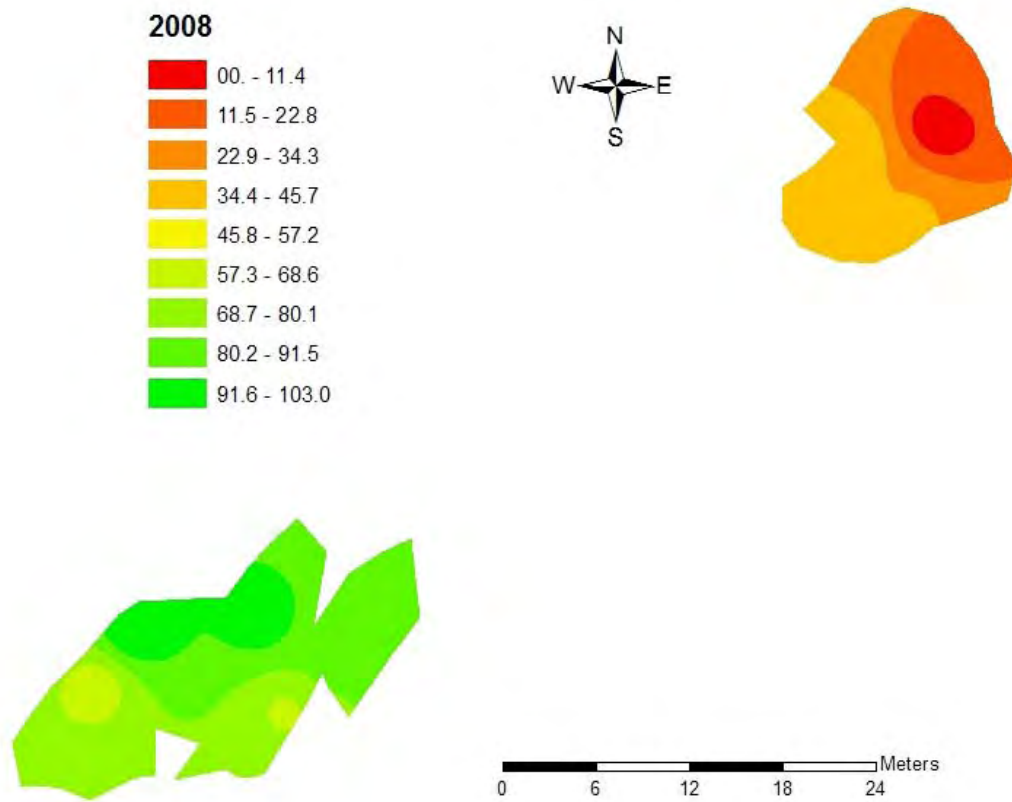 2008
00. - 11.4
11.5 - 22.8
22.9 - 34.3
34.4 - 45.7
45.8 - 57.2
57.3 - 68.6
68.7 - 80.1
80.2 - 91.5
91.6 - 103.0
N
W E
S
Meters
0 6 12 18 24